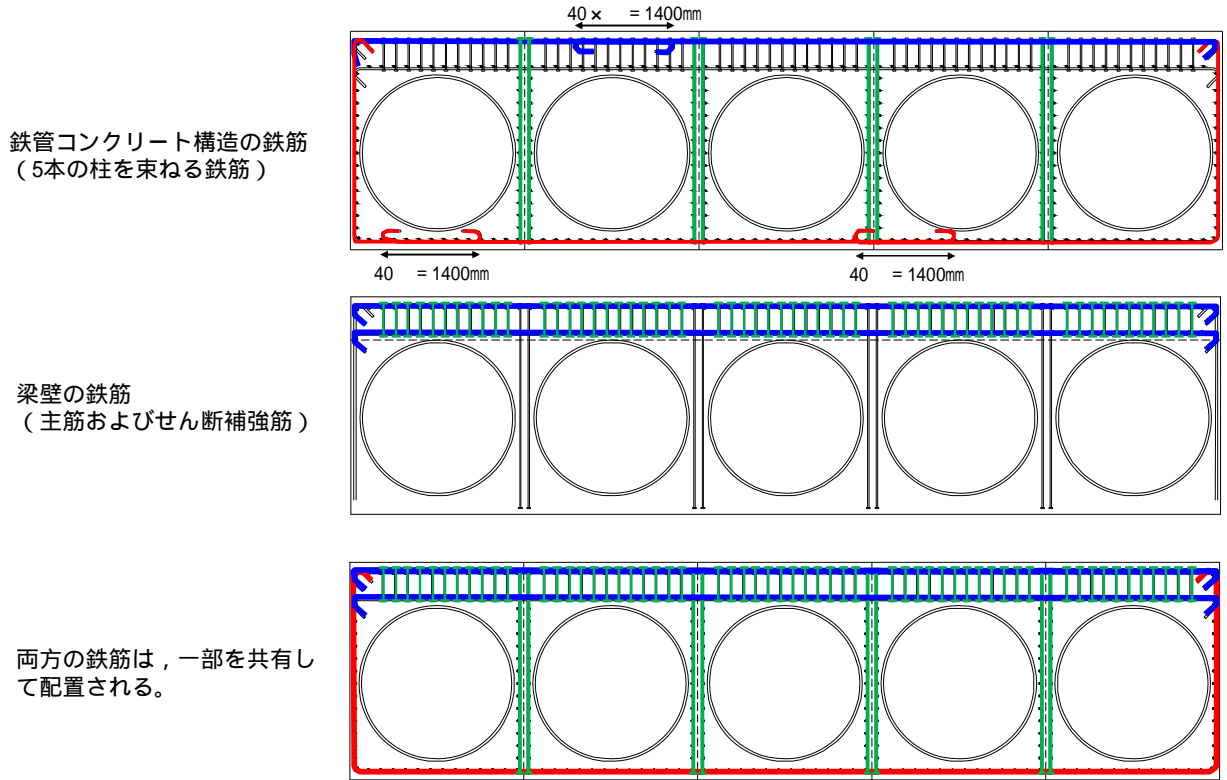 40 × = 1400mm
鉄管コンクリート構造の鉄筋
(5本の柱を束ねる鉄筋)
40 = 1400mm
40 = 1400mm
梁壁の鉄筋
(主筋およびせん断補強筋)
両方の鉄筋は,一部を共有し
て配置される。